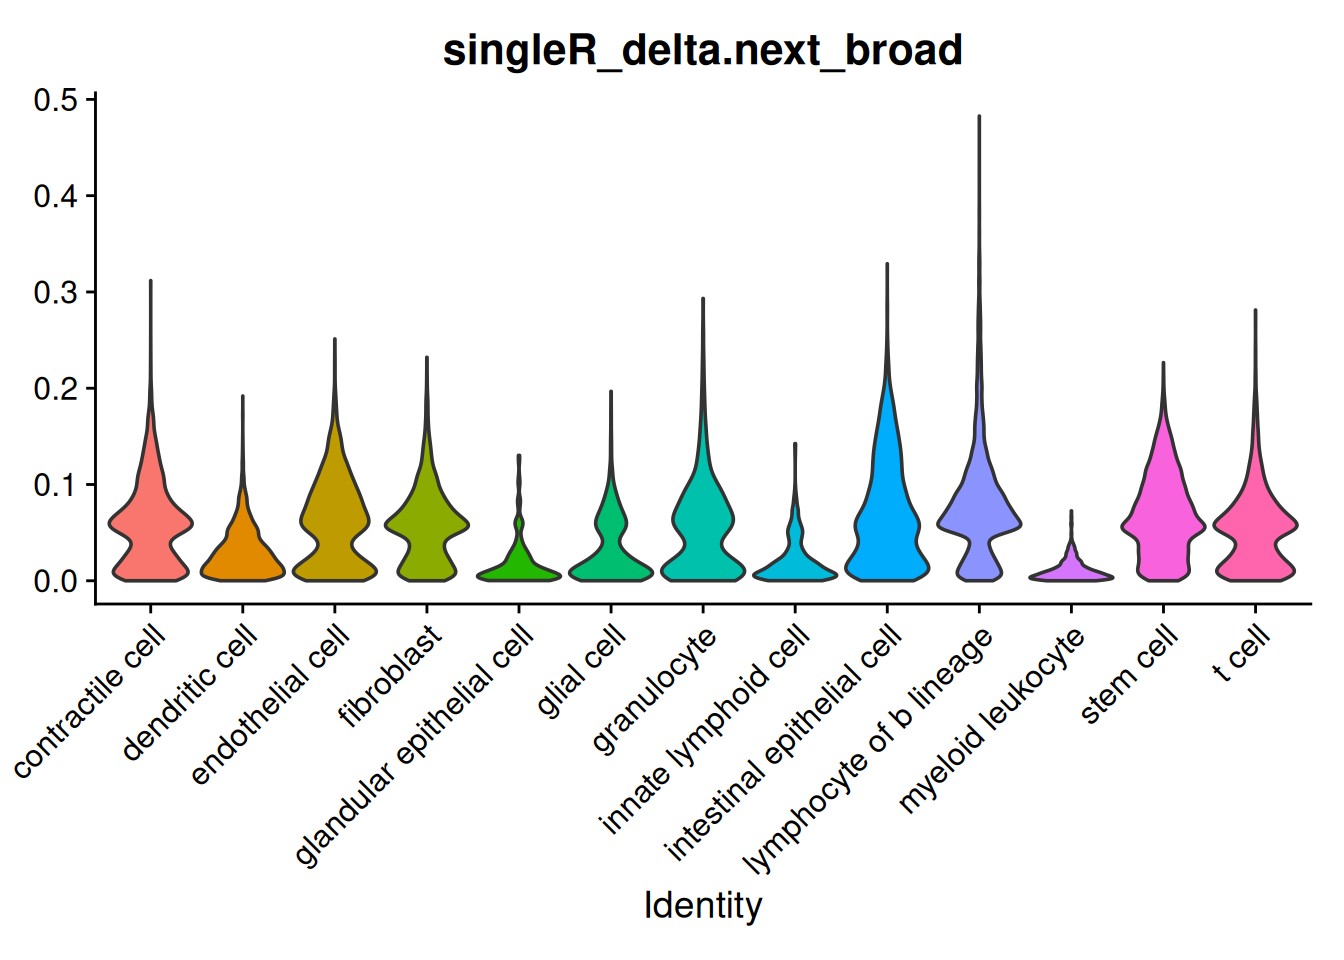 singleR_delta.next_broad
0.5
0.4
0.3
0.2
0.1
0.0
contractile cell
dendritic cell
endothelial cell
fibroblast
glandular epithelial cell
glial cell
granulocyte
innate lymphoid cell
intestinal epithelial cell
lymphocyte of b lineage
myeloid leukocyte
stem cell
t cell
Identity